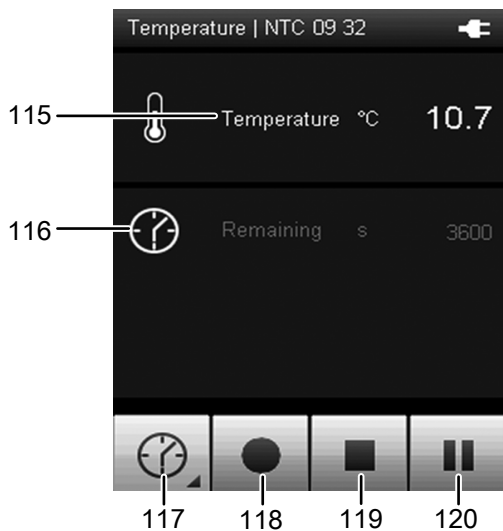 Temperature | NTC 09 32
115 Temperature °C 10.7
116 Remaining s 3600
117 118 119 120